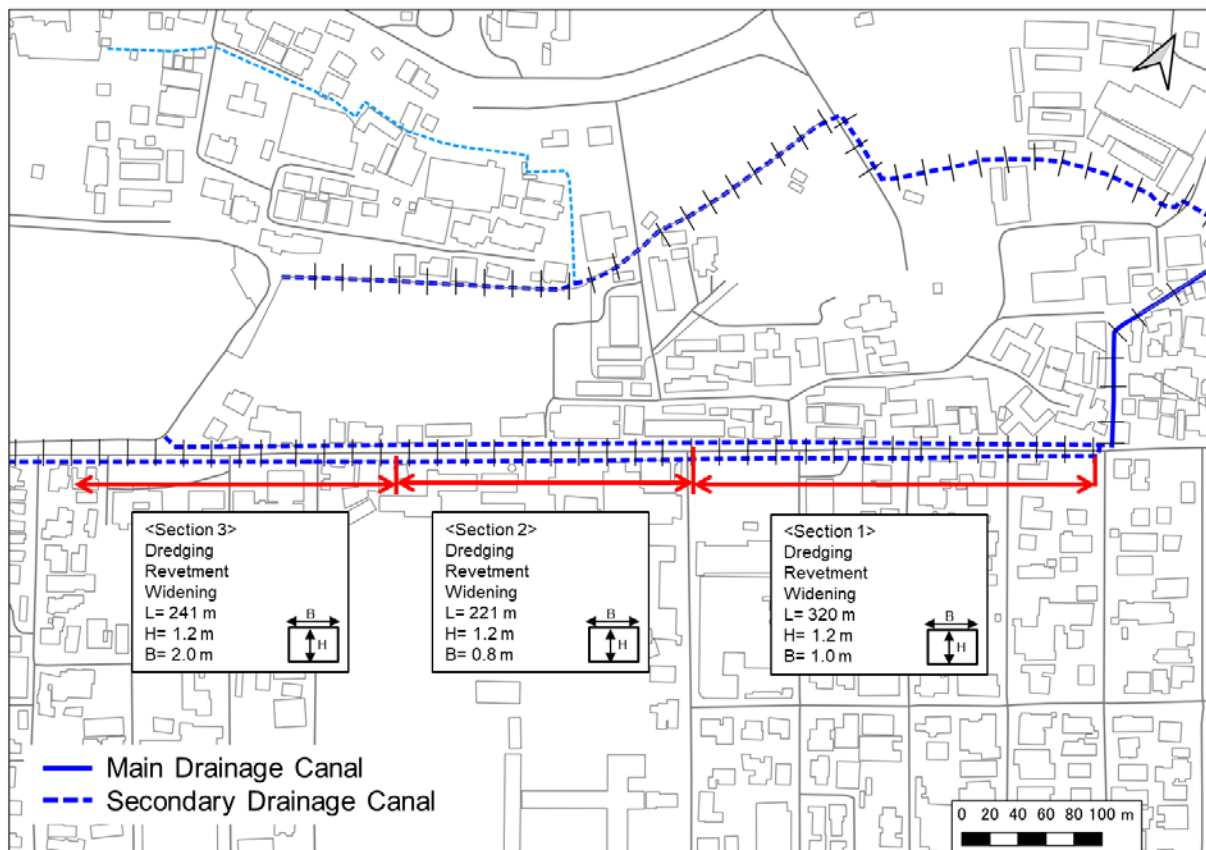 <Section 3>
Dredging
Revetment
Widening
L= 241 m
H= 1.2 m
B= 2.0 m
B
H
<Section 2>
Dredging
Revetment
Widening
L= 221 m
H= 1.2 m
B= 0.8 m
B
H
<Section 1>
Dredging
Revetment
Widening
L= 320 m
H= 1.2 m
B= 1.0 m
B
H
Main Drainage Canal
Secondary Drainage Canal
0 20 40 60 80 100 m